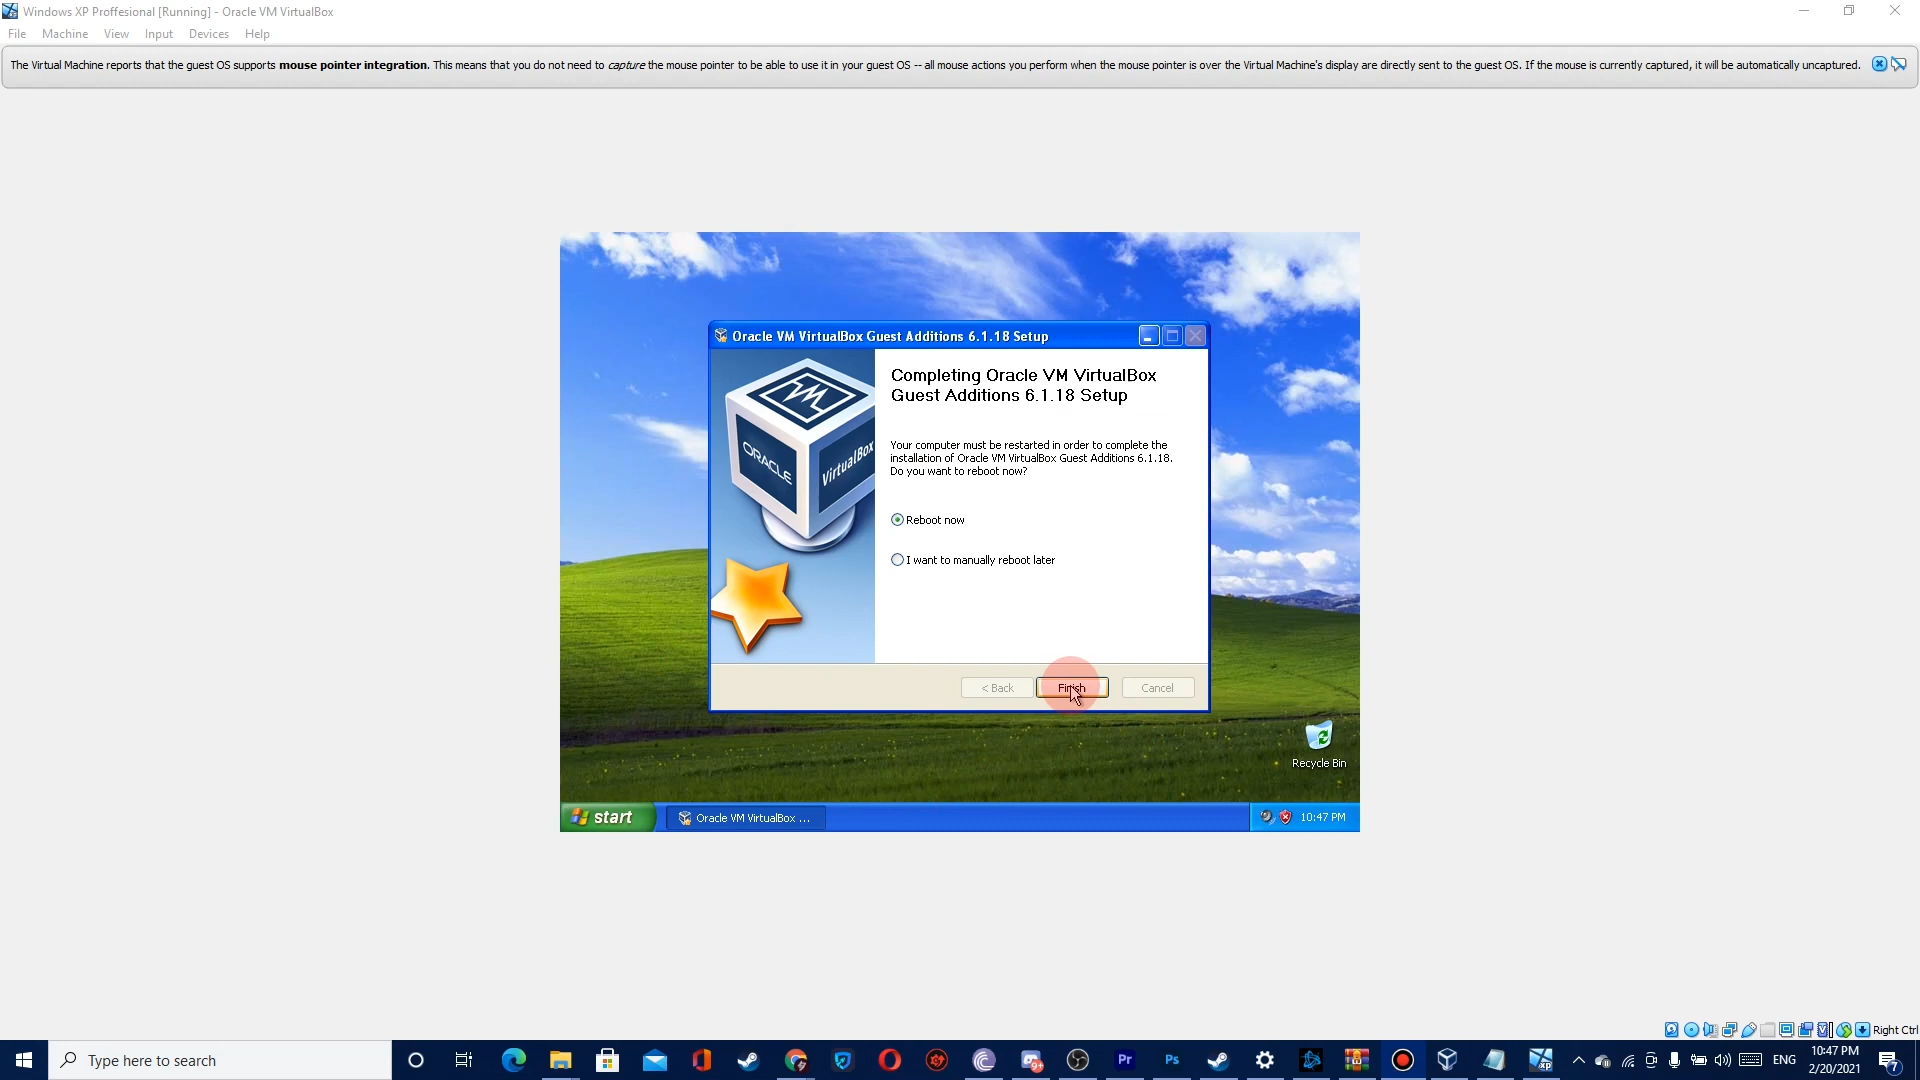 Windows XP Proffesional [Running] - Oracle VM VirtualBox
File Machine View Input Devices Help
The Virtual Machine reports that the guest OS supports mouse pointer integration. This means that you do not need to capture the mouse pointer to be able to use it in your guest OS -- all mouse actions you perform when the mouse pointer is over the Virtual Machine's display are directly sent to the guest OS. If the mouse is currently captured, it will be automatically uncaptured.
Oracle VM VirtualBox Guest Additions 6.1.18 Setup
ORACLE
VirtualBox
Completing Oracle VM VirtualBox
Guest Additions 6.1.18 Setup
Your computer must be restarted in order to complete the
installation of Oracle VM VirtualBox Guest Additions 6.1.18.
Do you want to reboot now?
Reboot now
I want to manually reboot later
< Back Finish Cancel
Recycle Bin
start Oracle VM VirtualBox ... 10:47 PM
Right Ctrl
Type here to search
Pr
Ps
xp
ENG
10:47 PM
2/20/2021
7